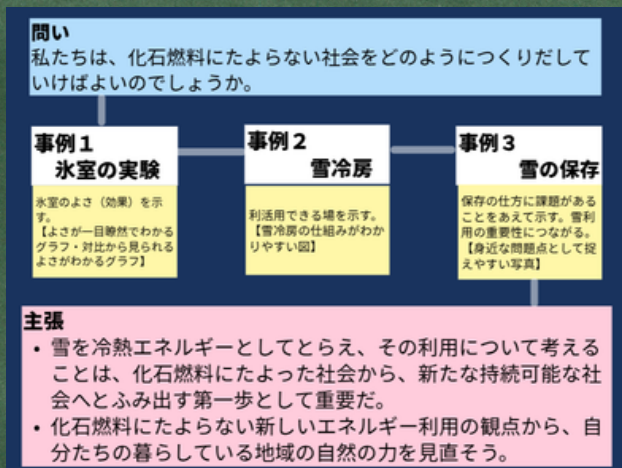 問い
私たちは、化石燃料にたよらない社会をどのようにつくりだして
いけばよいのでしょうか。
事例１
氷室の実験
氷室のよさ（効果）を示
す。
【よさが一目瞭然でわかる
グラフ・対比から見られる
よさがわかるグラフ】
事例２
雪冷房
利活用できる場を示す。
【雪冷房の仕組みがわか
りやすい図】
事例３
雪の保存
保存の仕方に課題がある
ことをあえて示す。雪利
用の重要性につながる。
【身近な問題点として捉
えやすい写真】
主張
• 雪を冷熱エネルギーとしてとらえ、その利用について考える
ことは、化石燃料にたよった社会から、新たな持続可能な社
会へとふみ出す第一歩として重要だ。
• 化石燃料にたよらない新しいエネルギー利用の観点から、自
分たちの暮らしている地域の自然の力を見直そう。